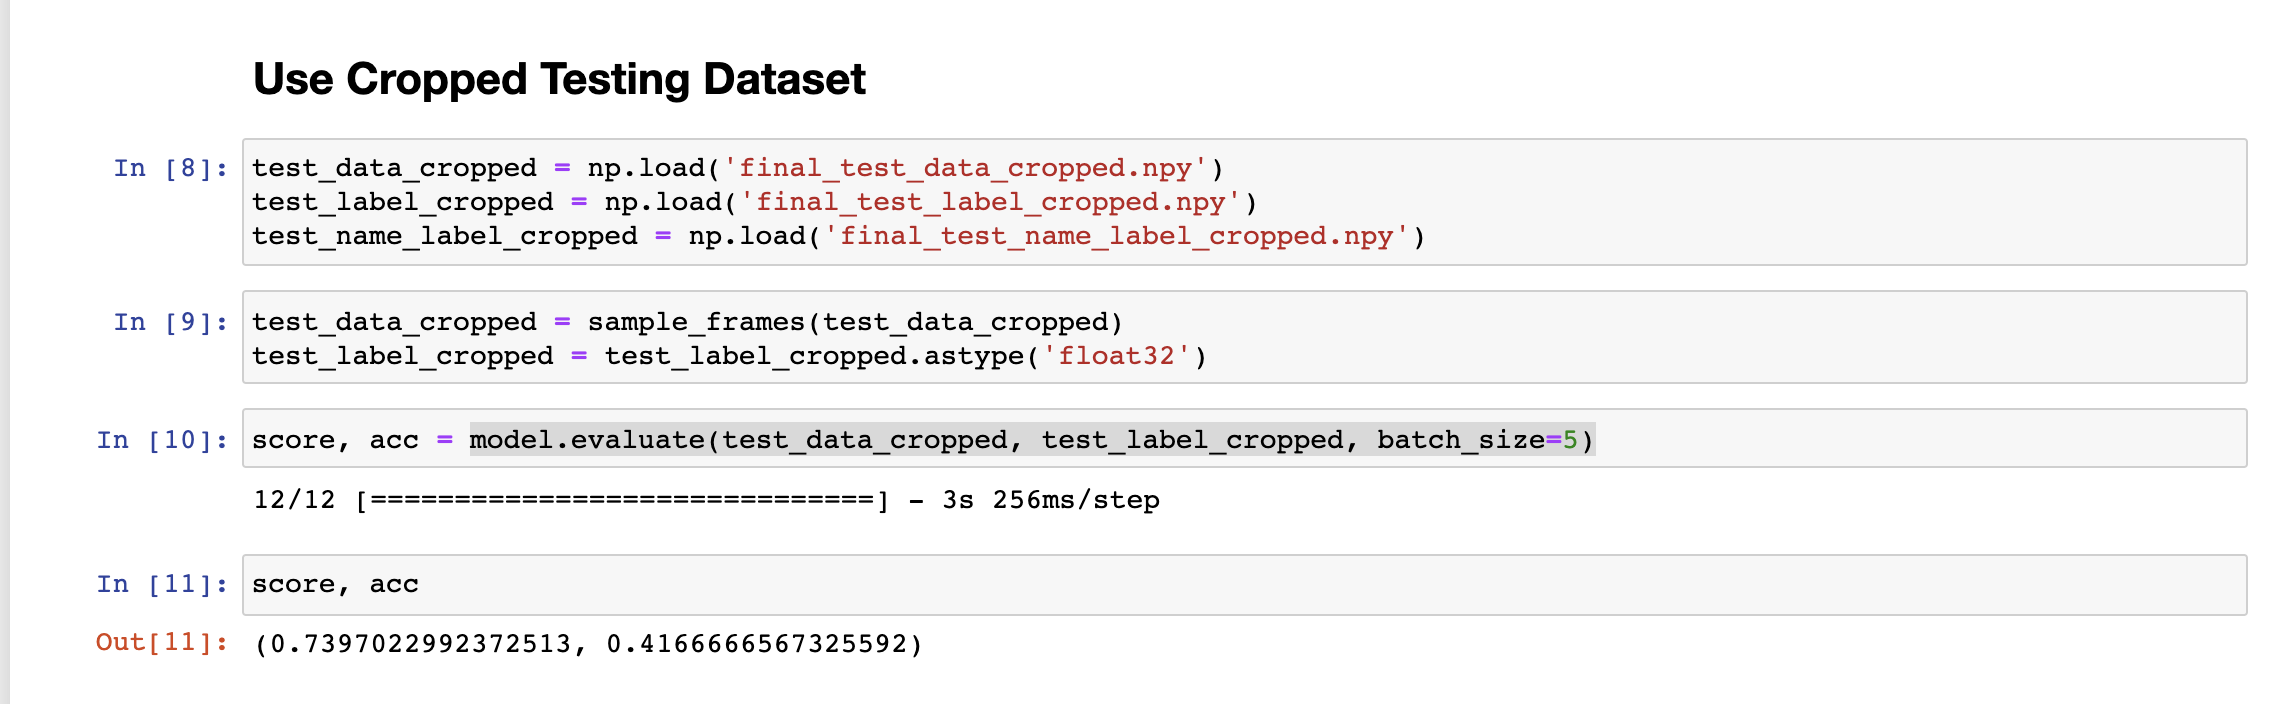 Use Cropped Testing Dataset
In [8]: test_data_cropped = np.load('final_test_data_cropped.npy')
test_label_cropped = np.load('final_test_label_cropped.npy')
test_name_label_cropped = np.load('final_test_name_label_cropped.npy')
In [9]: test_data_cropped = sample_frames(test_data_cropped)
test_label_cropped = test_label_cropped.astype('float32')
In [10]: score, acc = model.evaluate(test_data_cropped, test_label_cropped, batch_size=5)
12/12 [==============================] - 3s 256ms/step
In [11]: score, acc
Out[11]: (0.7397022992372513, 0.4166666567325592)